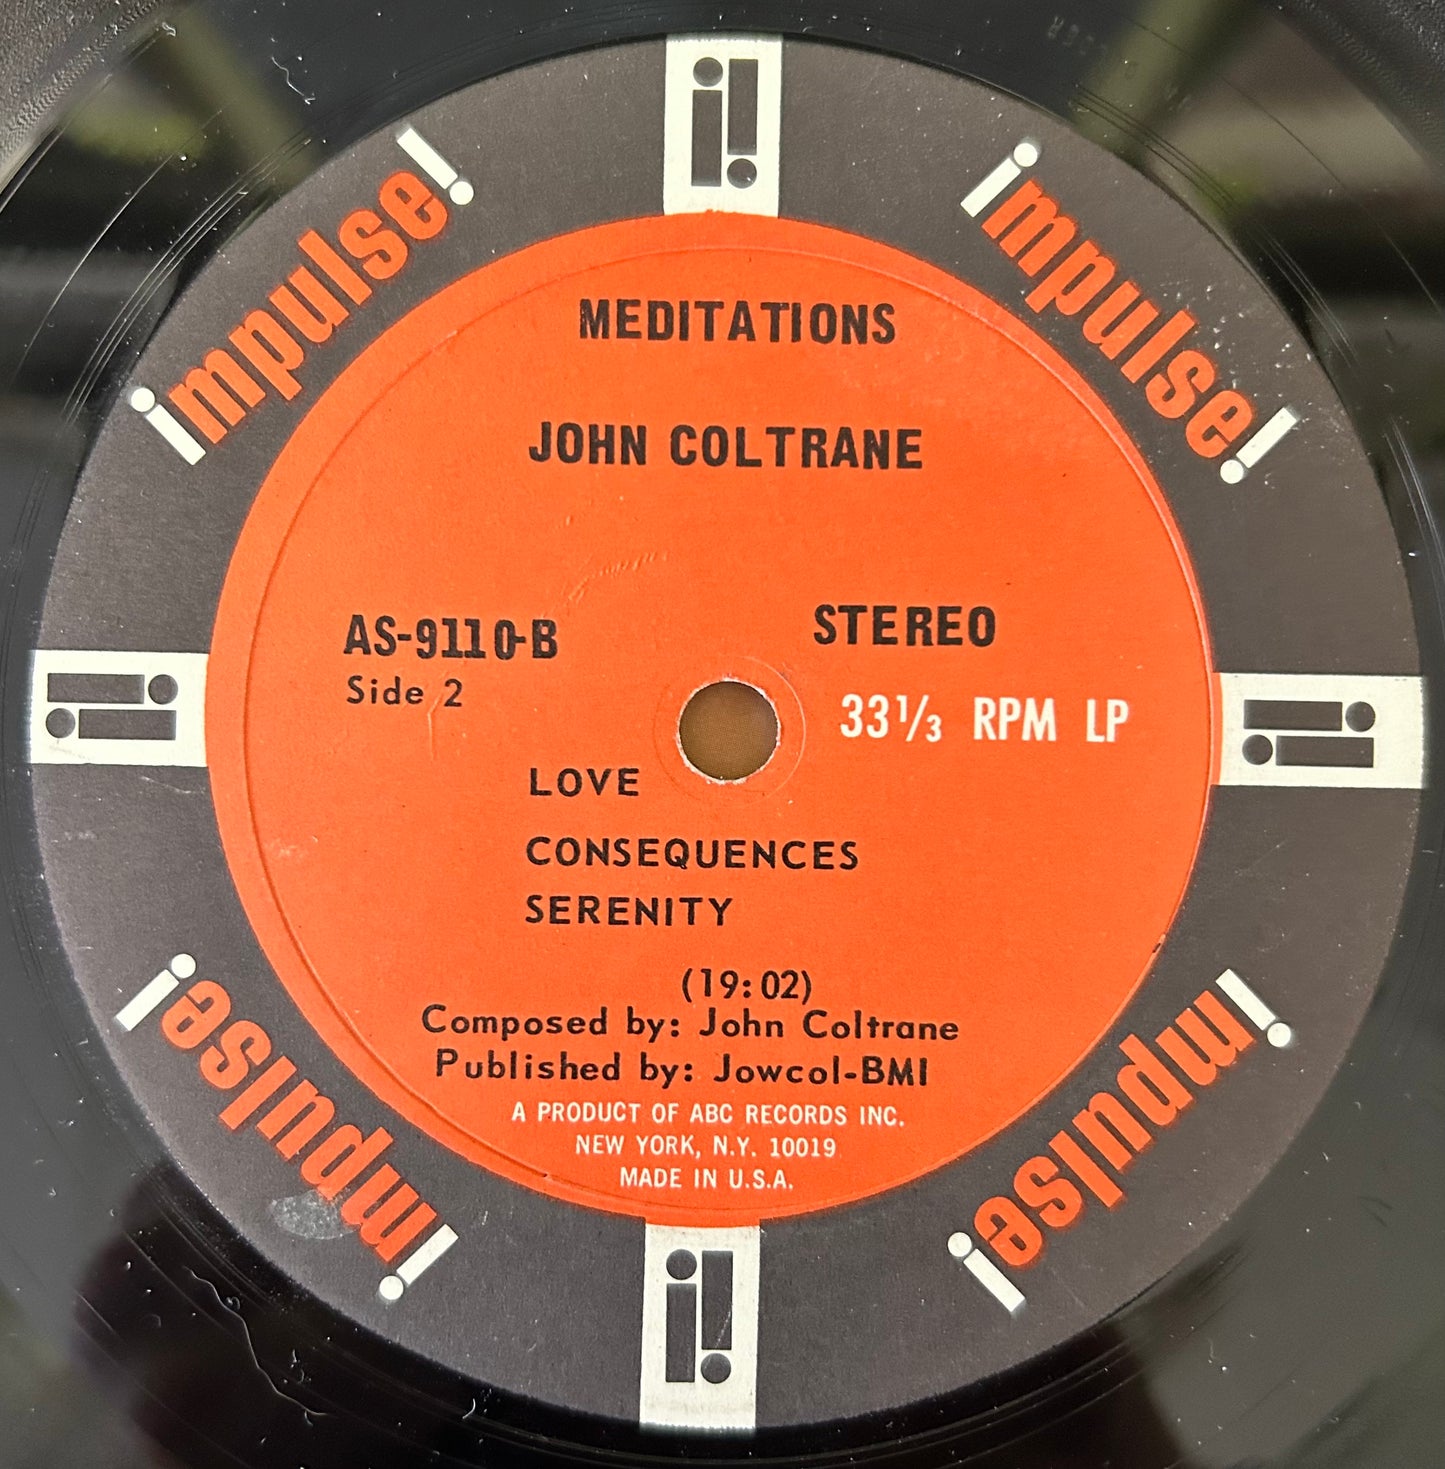 impulse!
impulse!
MEDITATIONS
JOHN COLTRANE
AS-9110-B
STEREO
Side 2
33 1/3 RPM LP
LOVE
CONSEQUENCES
SERENITY
(19:02)
Composed by: John Coltrane
Published by: Jowcol-BMI
A PRODUCT OF ABC RECORDS INC.
NEW YORK, N.Y. 10019
MADE IN U.S.A.
impulse!
impulse!